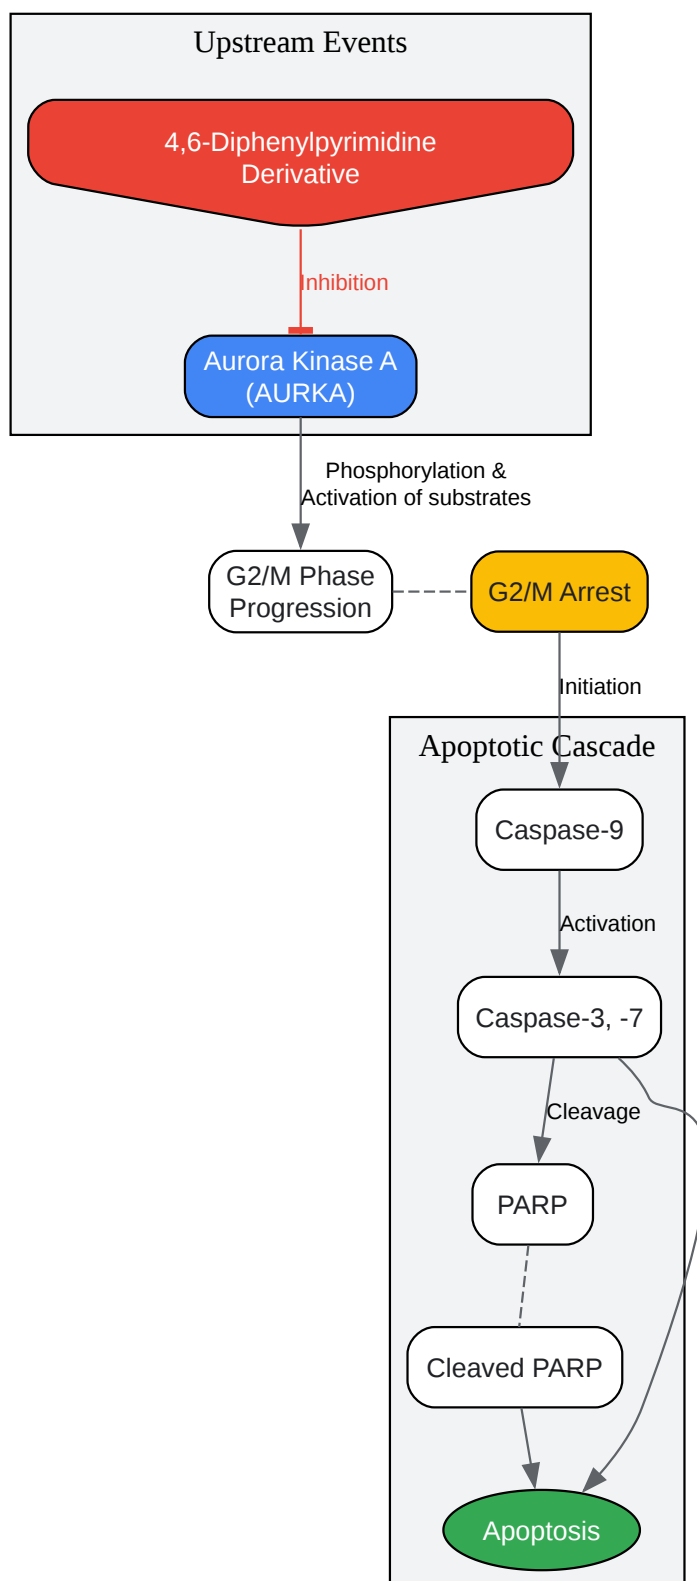 Upstream Events
4,6-Diphenylpyrimidine
Derivative
Inhibition
Aurora Kinase A
(AURKA)
Phosphorylation &
Activation of substrates
G2/M Phase
Progression
G2/M Arrest
Initiation
Apoptotic Cascade
Caspase-9
Activation
Caspase-3, -7
Cleavage
PARP
Cleaved PARP
Apoptosis